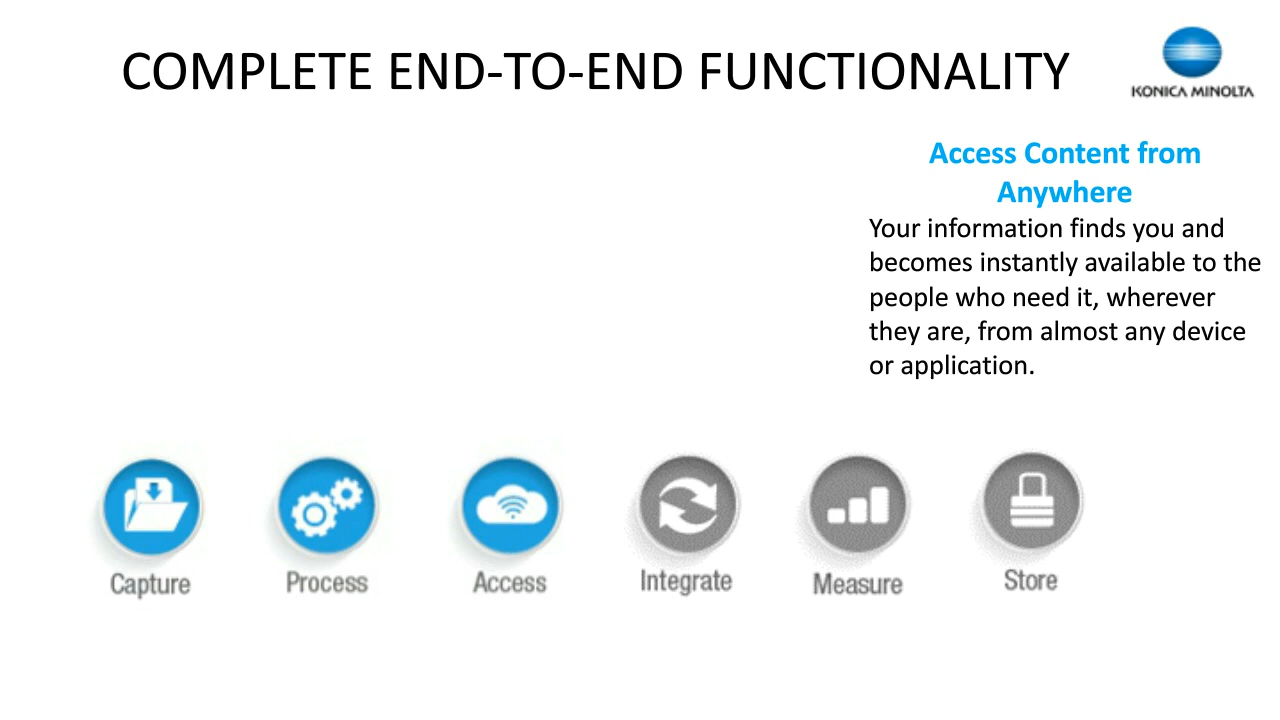 COMPLETE END-TO-END FUNCTIONALITY
KONICA MINOLTA
Access Content from
Anywhere
Your information finds you and
becomes instantly available to the
people who need it, wherever
they are, from almost any device
or application.
Capture
Process
Access
Integrate
Measure
Store